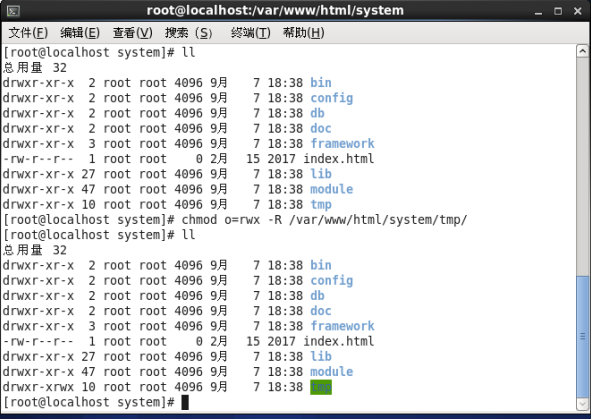 root@localhost:/var/www/html/system
文件(F) 编辑(E) 查看(V) 搜索 (S) 终端(T) 帮助(H)
[root@localhost system]# ll
总用量 32
drwxr-xr-x  2 root root 4096 9月   7 18:38 bin
drwxr-xr-x  2 root root 4096 9月   7 18:38 config
drwxr-xr-x  2 root root 4096 9月   7 18:38 db
drwxr-xr-x  2 root root 4096 9月   7 18:38 doc
drwxr-xr-x  3 root root 4096 9月   7 18:38 framework
-rw-r--r--  1 root root    0 2月  15 2017 index.html
drwxr-xr-x 27 root root 4096 9月   7 18:38 lib
drwxr-xr-x 47 root root 4096 9月   7 18:38 module
drwxr-xr-x 10 root root 4096 9月   7 18:38 tmp
[root@localhost system]# chmod o=rwx -R /var/www/html/system/tmp/
[root@localhost system]# ll
总用量 32
drwxr-xr-x  2 root root 4096 9月   7 18:38 bin
drwxr-xr-x  2 root root 4096 9月   7 18:38 config
drwxr-xr-x  2 root root 4096 9月   7 18:38 db
drwxr-xr-x  2 root root 4096 9月   7 18:38 doc
drwxr-xr-x  3 root root 4096 9月   7 18:38 framework
-rw-r--r--  1 root root    0 2月  15 2017 index.html
drwxr-xr-x 27 root root 4096 9月   7 18:38 lib
drwxr-xr-x 47 root root 4096 9月   7 18:38 module
drwxr-xrwx 10 root root 4096 9月   7 18:38 tmp
[root@localhost system]#